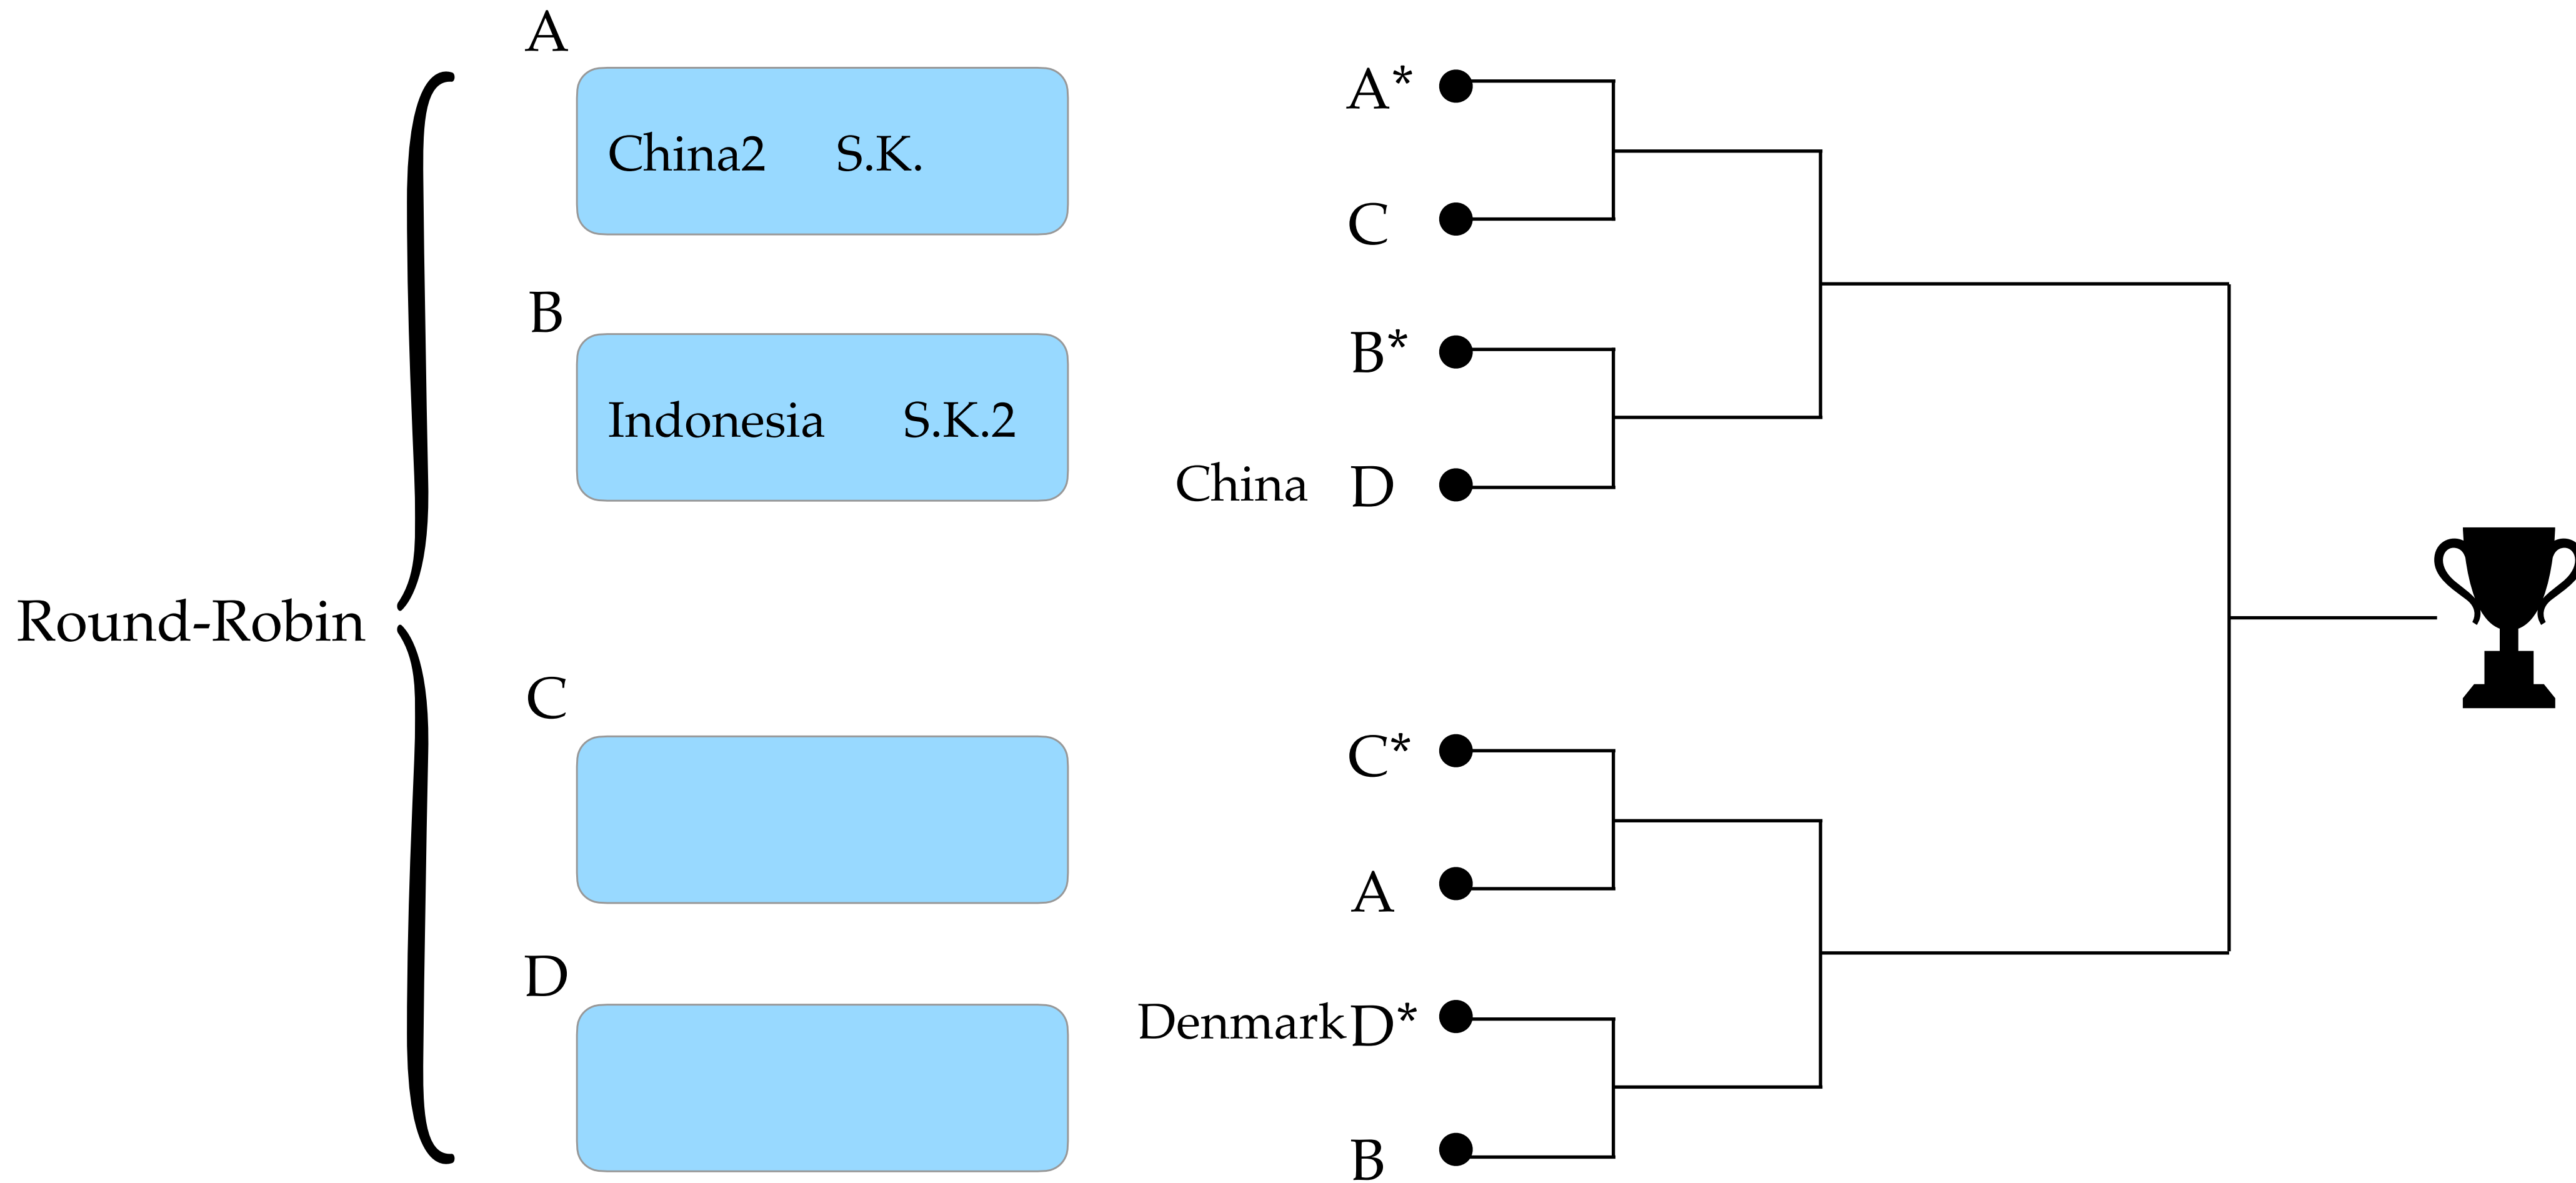 A
China2 S.K.
B
Indonesia S.K.2
Round-Robin
C
D
A*
C
B*
China D
C*
A
Denmark D*
B